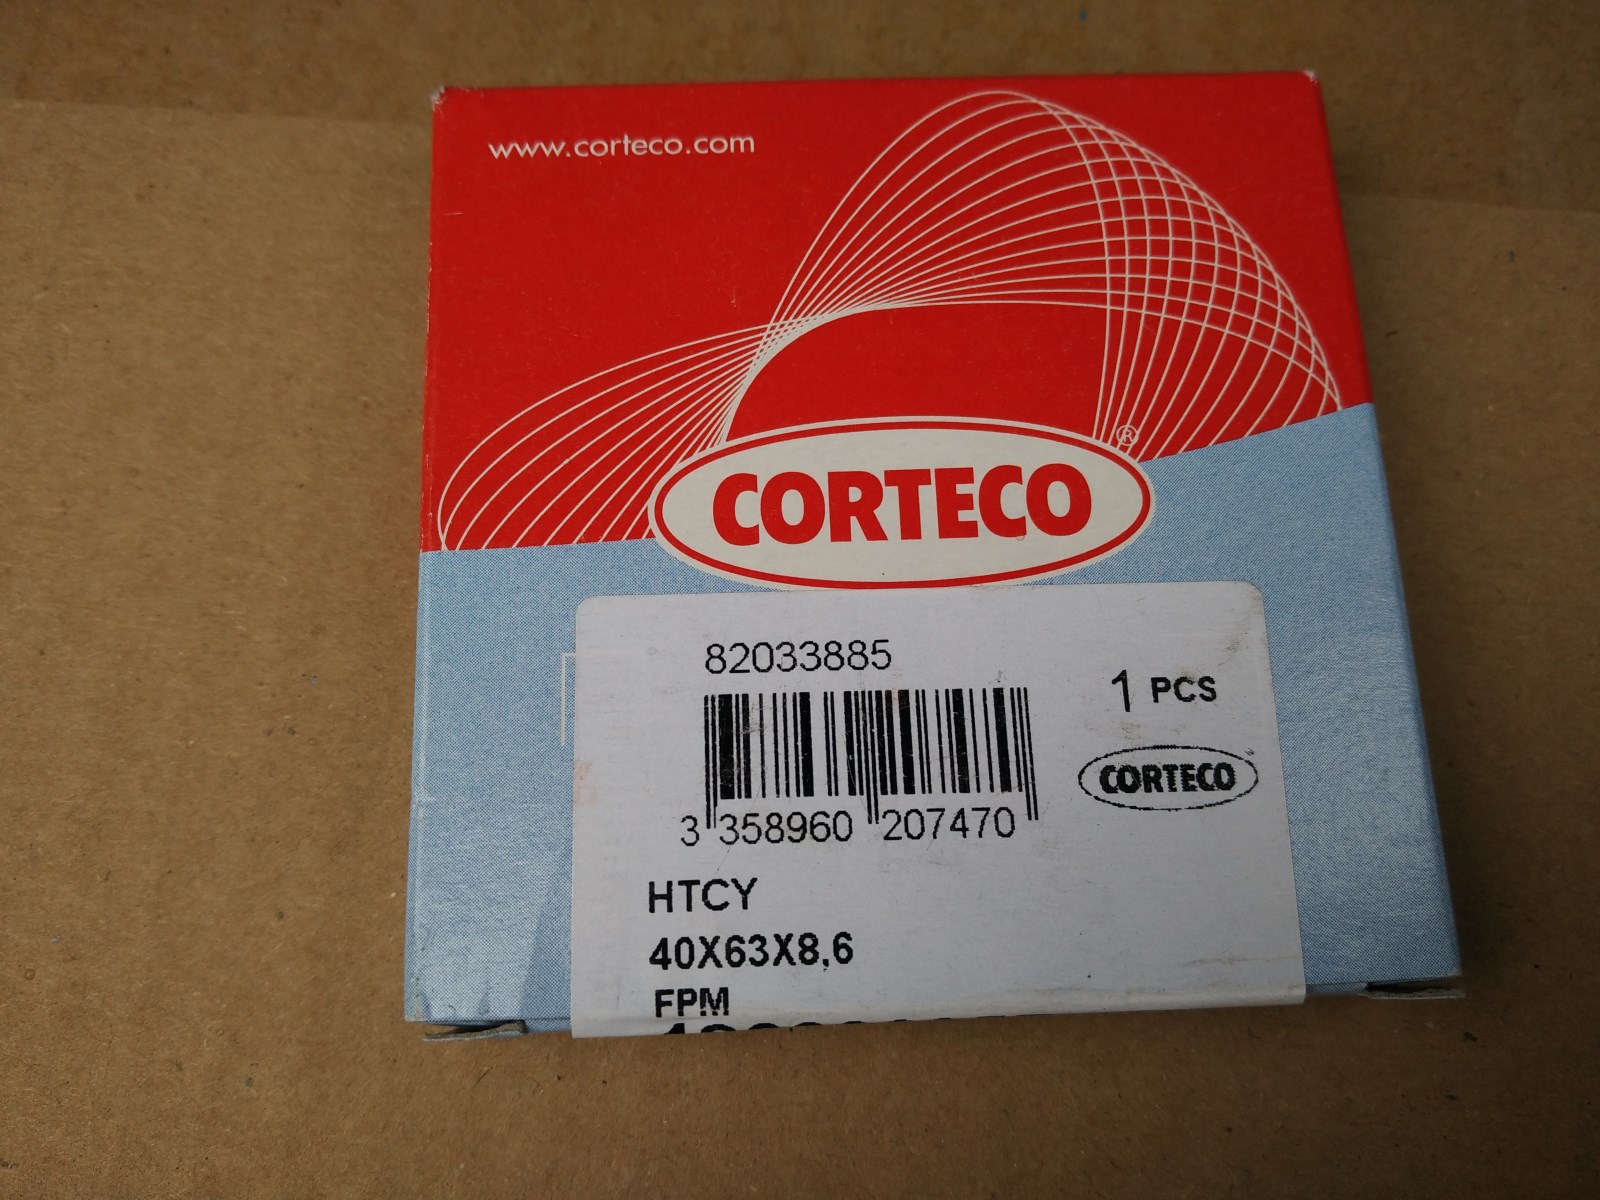 www.corteco.com
CORTECO®
82033885
1 PCS
CORTECO
3 358960 207470
HTCY
40X63X8,6
FPM